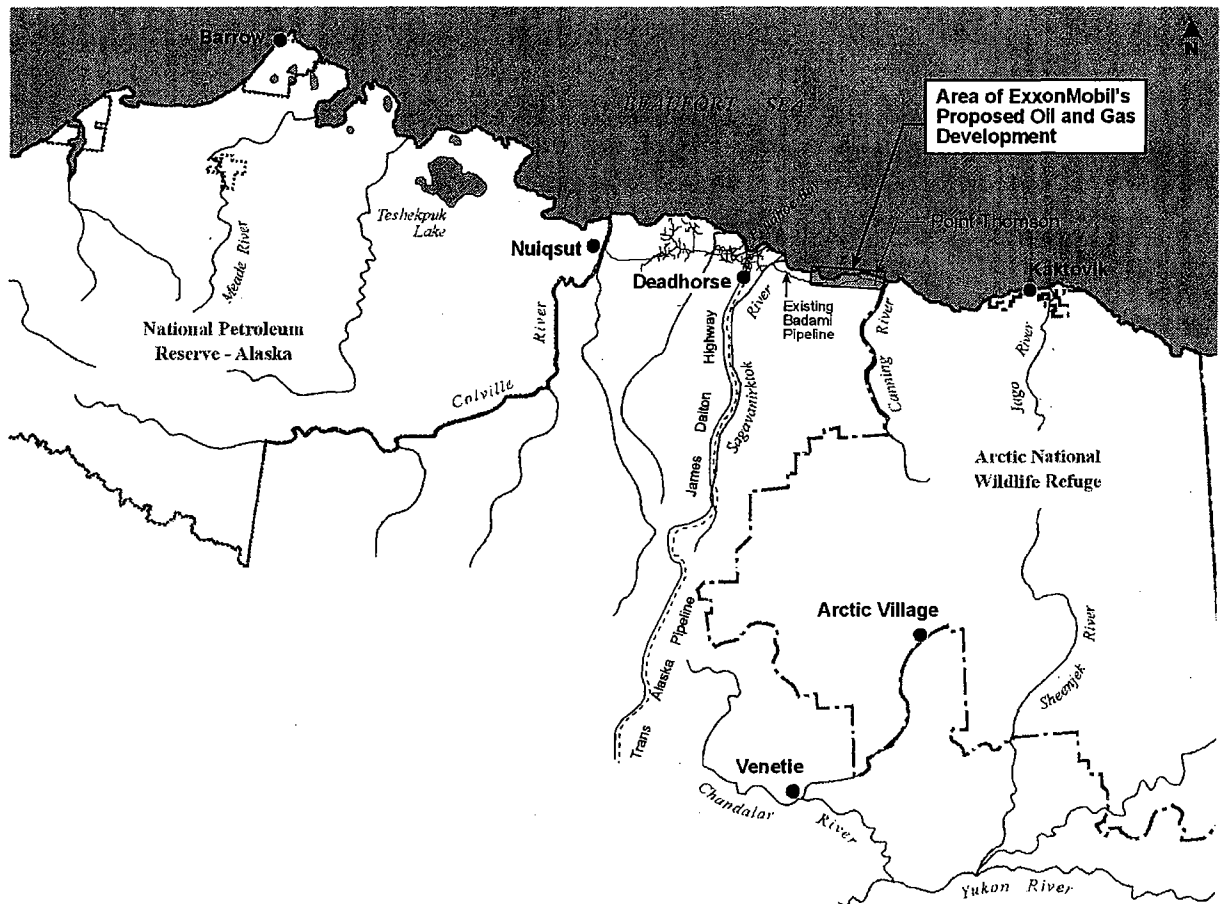 Barrow
N
BEAUFORT SEA
Area of ExxonMobil's
Proposed Oil and Gas
Development
Point Thomson
Teshekpuk
Lake
Meade River
Nuiqsut
Deadhorse
Kaktovik
Existing
Badami
Pipeline
National Petroleum
Reserve - Alaska
Colville River
James Dalton Highway
Sagavanirktok River
Canning River
Jago River
Arctic National
Wildlife Refuge
Arctic Village
Trans Alaska Pipeline
Sheenjek River
Venetie
Chandalar River
Yukon River